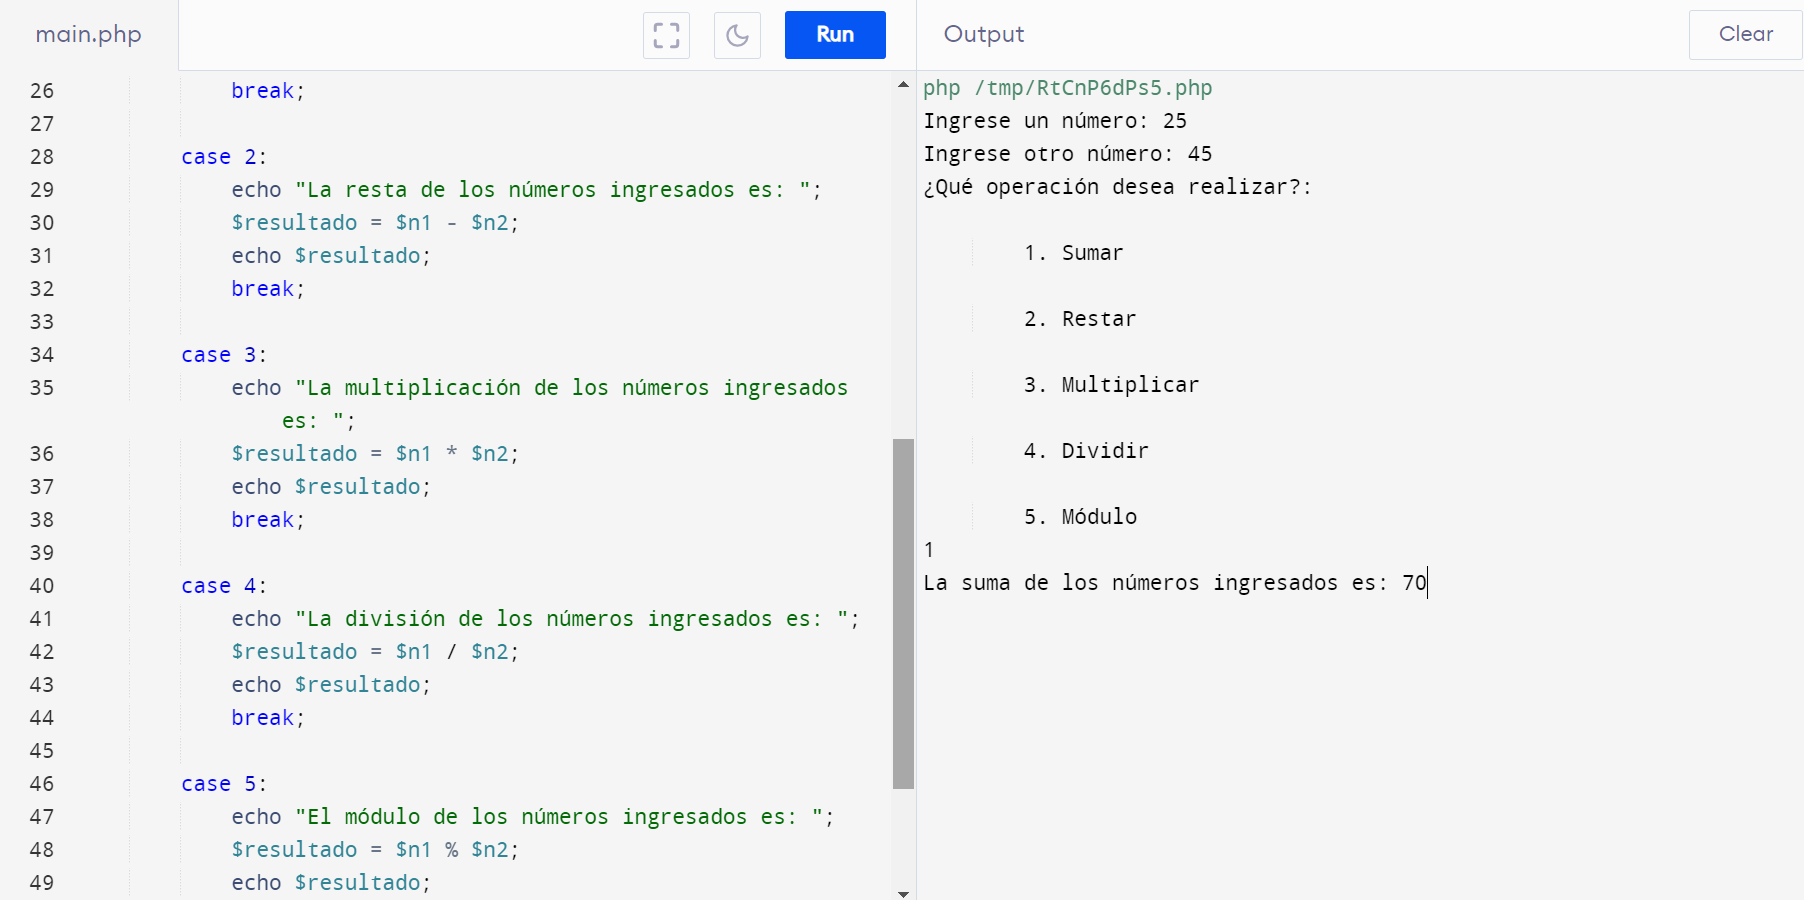 main.php
Run
Output
Clear
26 break;
27
28 case 2:
29 echo "La resta de los números ingresados es: ";
30 $resultado = $n1 - $n2;
31 echo $resultado;
32 break;
33
34 case 3:
35 echo "La multiplicación de los números ingresados
es: ";
36 $resultado = $n1 * $n2;
37 echo $resultado;
38 break;
39
40 case 4:
41 echo "La división de los números ingresados es: ";
42 $resultado = $n1 / $n2;
43 echo $resultado;
44 break;
45
46 case 5:
47 echo "El módulo de los números ingresados es: ";
48 $resultado = $n1 % $n2;
49 echo $resultado;
php /tmp/RtCnP6dPs5.php
Ingrese un número: 25
Ingrese otro número: 45
¿Qué operación desea realizar?:
1. Sumar
2. Restar
3. Multiplicar
4. Dividir
5. Módulo
1
La suma de los números ingresados es: 70